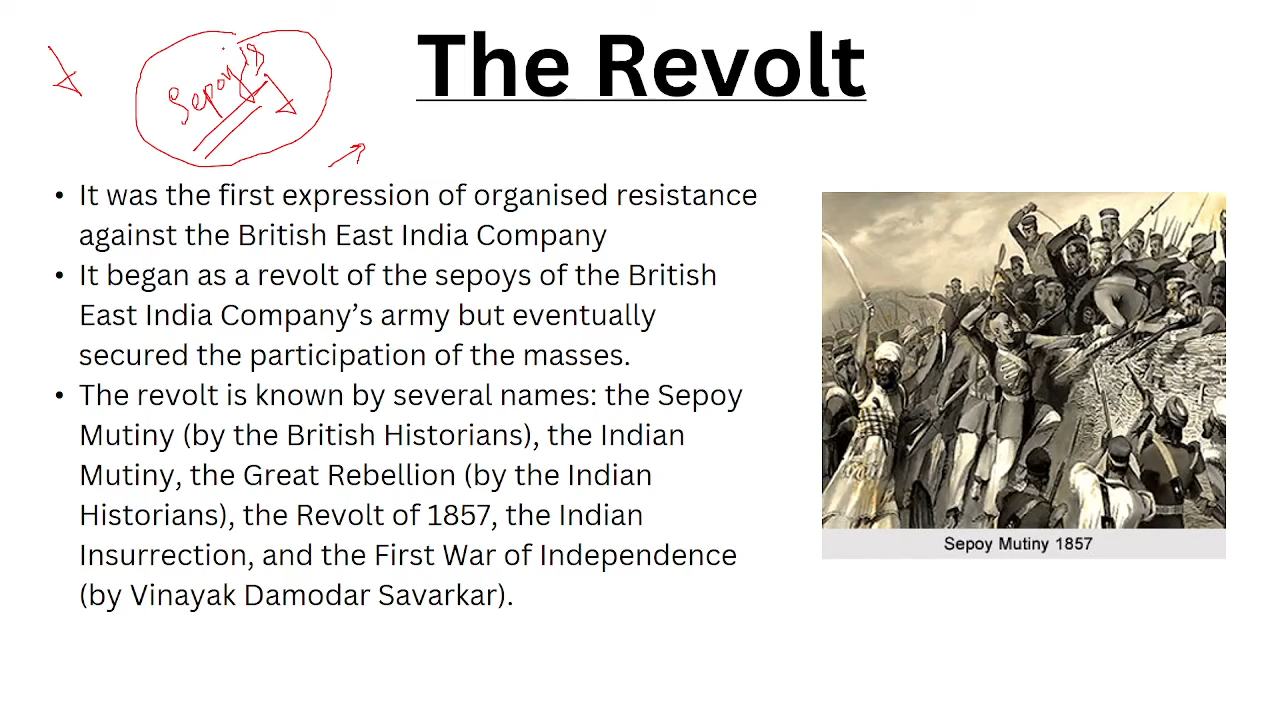 The Revolt
Sepoy's
• It was the first expression of organised resistance
against the British East India Company
• It began as a revolt of the sepoys of the British
East India Company’s army but eventually
secured the participation of the masses.
• The revolt is known by several names: the Sepoy
Mutiny (by the British Historians), the Indian
Mutiny, the Great Rebellion (by the Indian
Historians), the Revolt of 1857, the Indian
Insurrection, and the First War of Independence
(by Vinayak Damodar Savarkar).
Sepoy Mutiny 1857